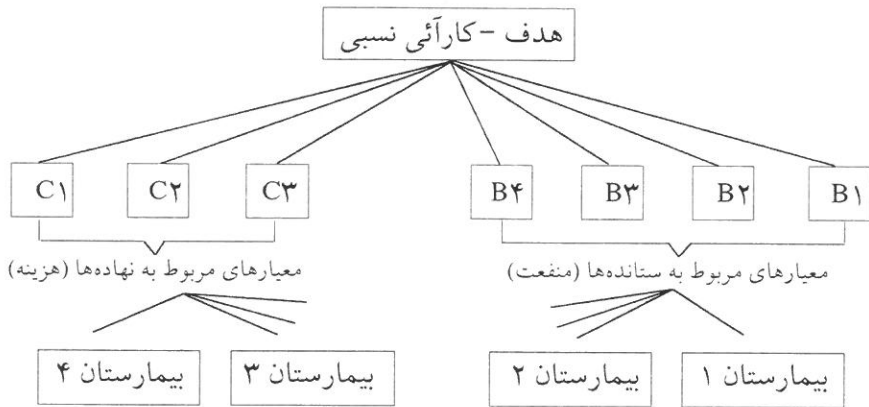 هدف - کارآئی نسبی
B۱ B۲ B۳ B۴ C۳ C۲ C۱
معیارهای مربوط به ستانده‌ها (منفعت) معیارهای مربوط به نهاده‌ها (هزینه)
بیمارستان ۱ بیمارستان ۲ بیمارستان ۳ بیمارستان ۴